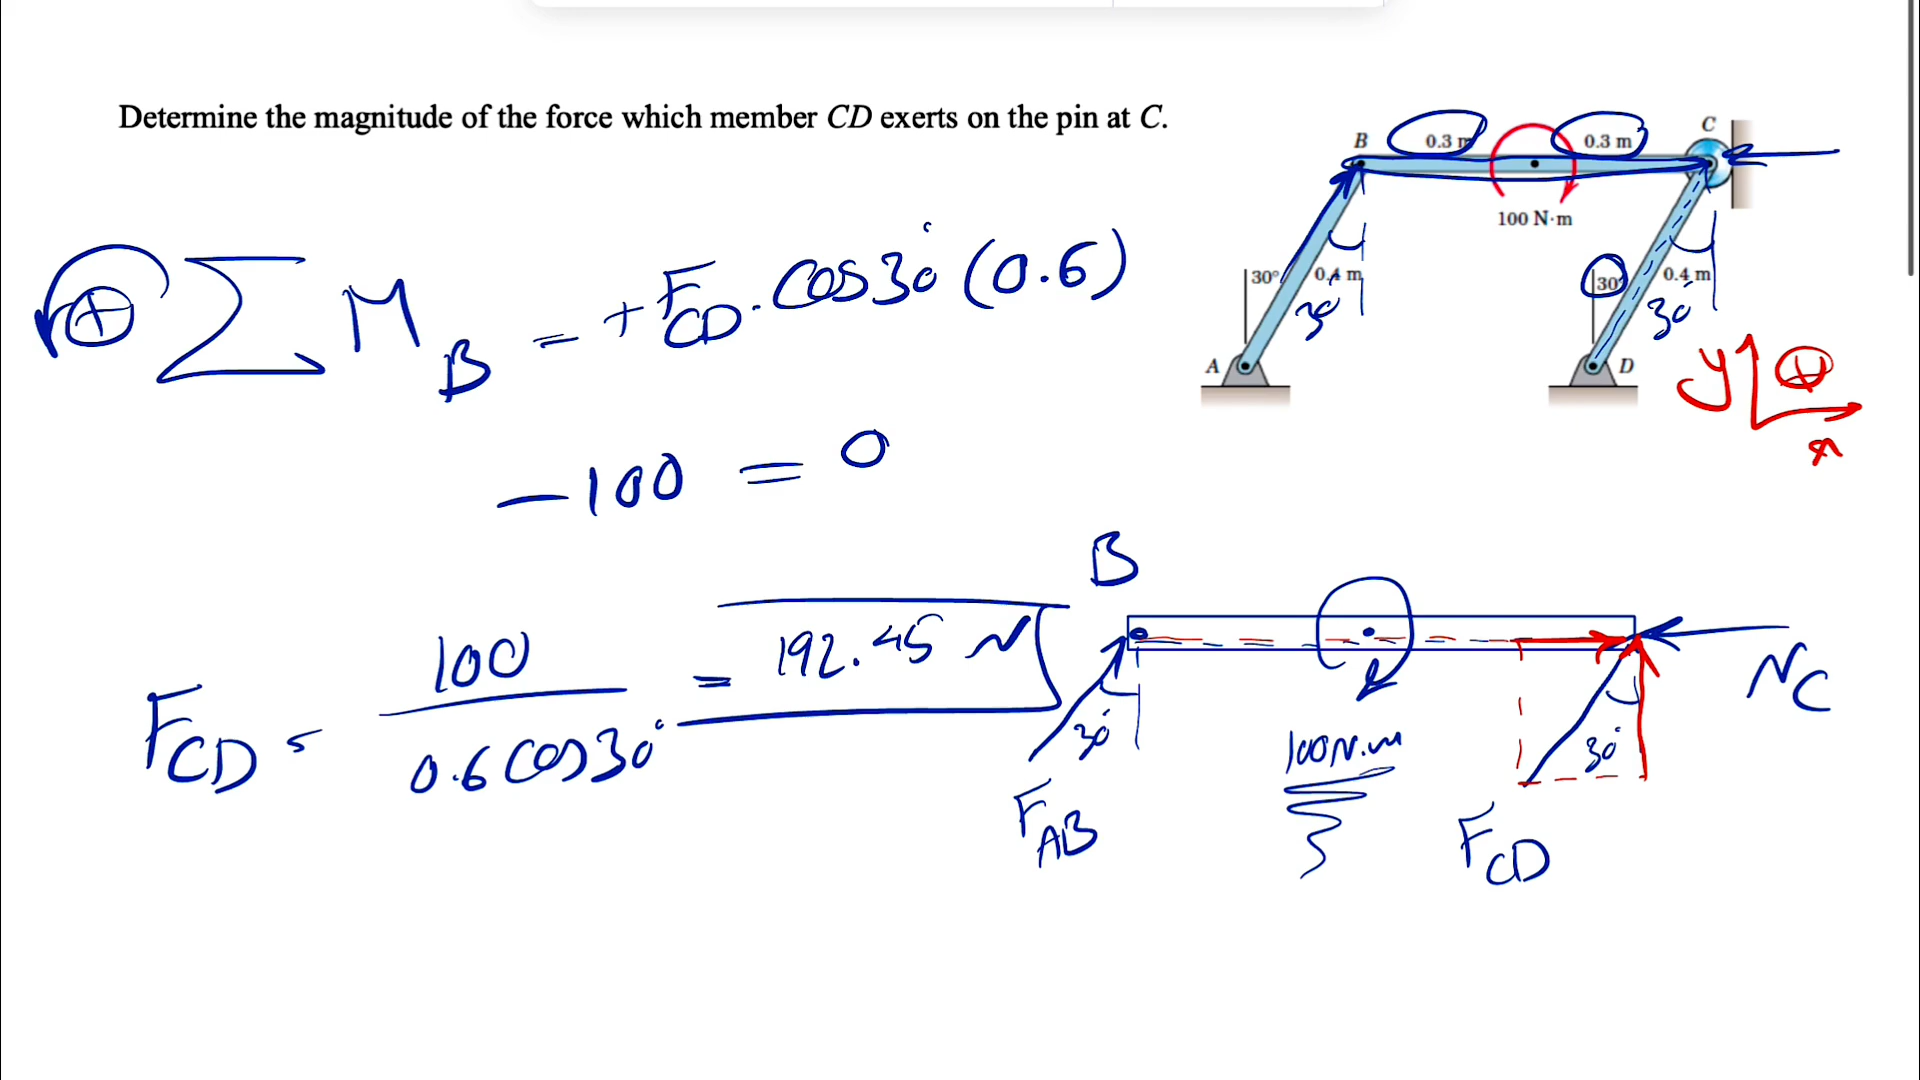 Determine the magnitude of the force which member CD exerts on the pin at C.
B 0.3 m 0.3 m C
100 N·m
30° 0.4 m 30° 0.4 m
30° 30°
A D
y + x
+ Σ M_B = + F_CD · cos30° (0.6)
- 100 = 0
B
F_CD = 100 / 0.6 cos30° = 192.45 N
N_C
30° 100N.m 30°
F_AB F_CD